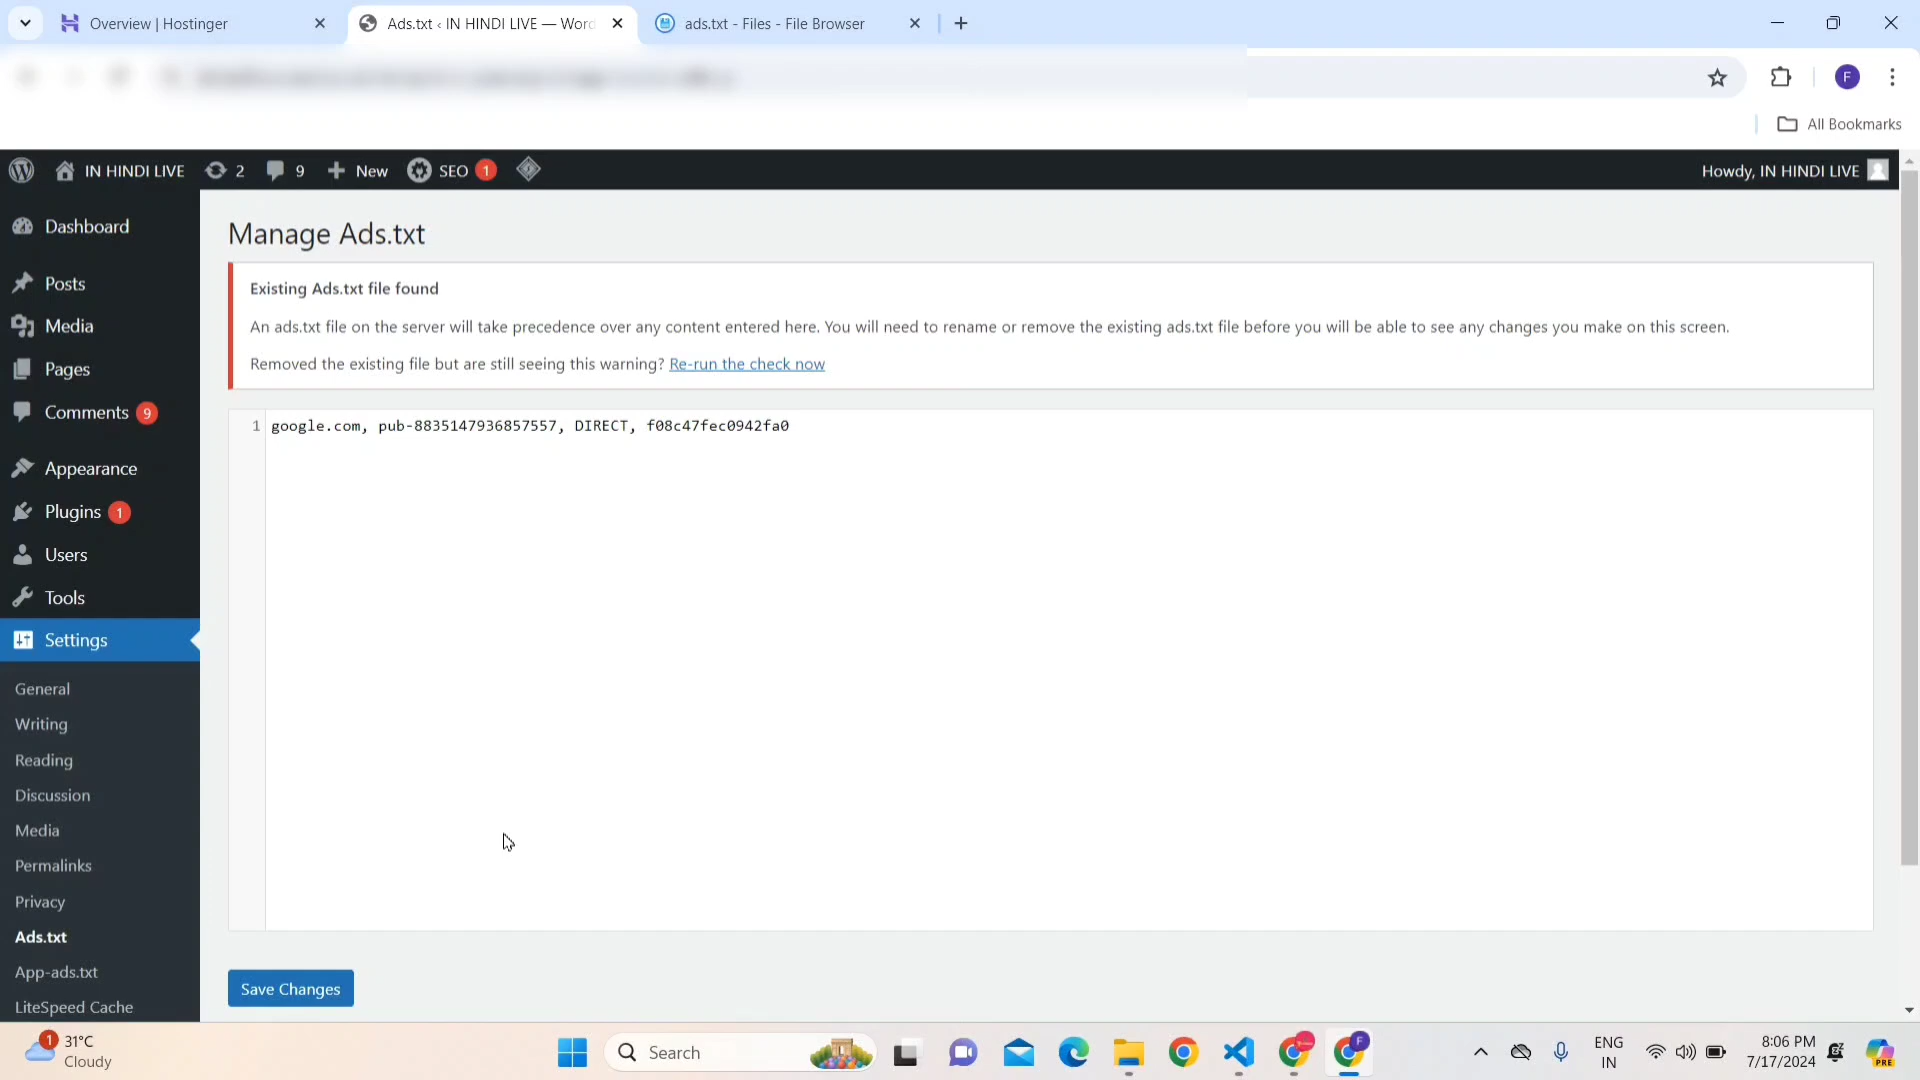 Overview | Hostinger
Ads.txt ‹ IN HINDI LIVE — Word
ads.txt - Files - File Browser
F
All Bookmarks
IN HINDI LIVE
2
9
New
SEO 1
Howdy, IN HINDI LIVE
Dashboard
Posts
Media
Pages
Comments 9
Appearance
Plugins 1
Users
Tools
Settings
General
Writing
Reading
Discussion
Media
Permalinks
Privacy
Ads.txt
App-ads.txt
LiteSpeed Cache
Manage Ads.txt
Existing Ads.txt file found
An ads.txt file on the server will take precedence over any content entered here. You will need to rename or remove the existing ads.txt file before you will be able to see any changes you make on this screen.
Removed the existing file but are still seeing this warning? Re-run the check now
1 google.com, pub-8835147936857557, DIRECT, f08c47fec0942fa0
Save Changes
1
31°C
Cloudy
Search
F
ENG
IN
8:06 PM
7/17/2024
PRE